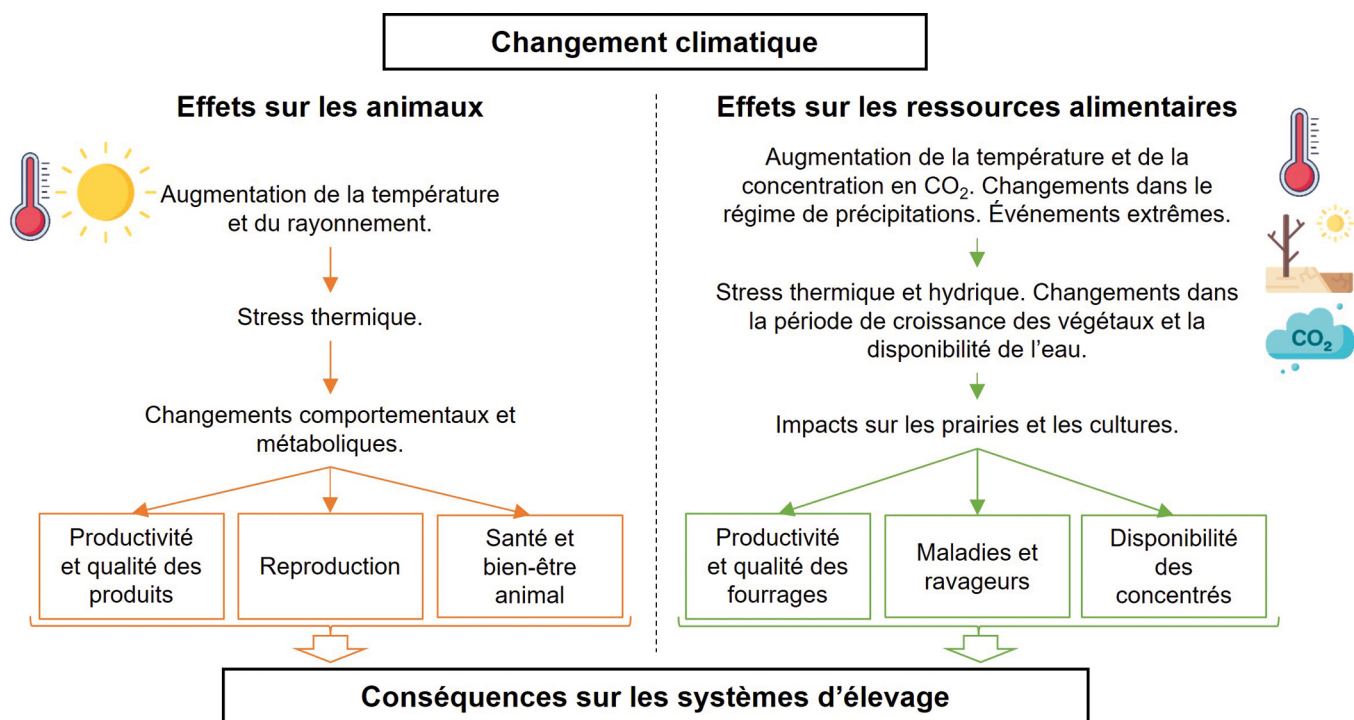 Changement climatique
Effets sur les animaux
Augmentation de la température
et du rayonnement.
Stress thermique.
Changements comportementaux et
métaboliques.
Productivité
et qualité des
produits
Reproduction
Santé et
bien-être
animal
Effets sur les ressources alimentaires
Augmentation de la température et de la
concentration en CO₂. Changements dans le
régime de précipitations. Événements extrêmes.
Stress thermique et hydrique. Changements dans
la période de croissance des végétaux et la
disponibilité de l’eau.
CO₂
Impacts sur les prairies et les cultures.
Productivité
et qualité des
fourrages
Maladies et
ravageurs
Disponibilité
des
concentrés
Conséquences sur les systèmes d’élevage